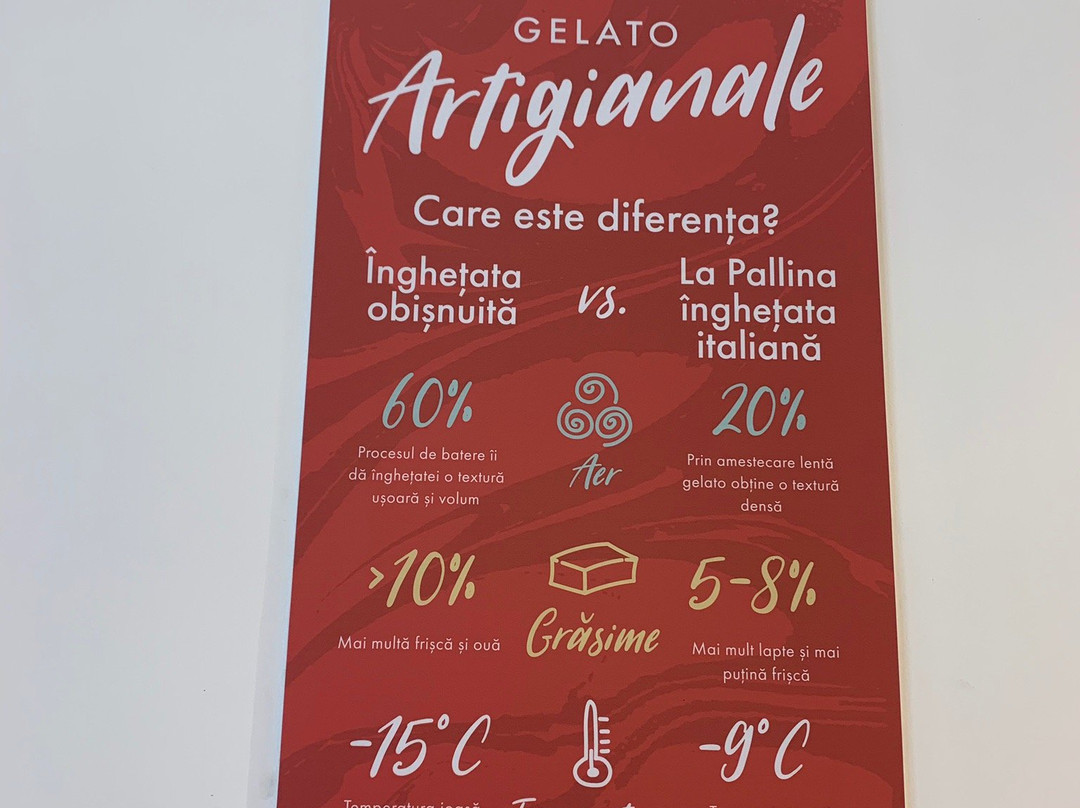 GELATO
Artigianale
Care este diferența?
Înghețata
obișnuită
vs.
La Pallina
înghețata
italiană
60%
Procesul de batere îi
dă înghețatei o textură
ușoară și volum
Aer
20%
Prin amestecare lentă
gelato obține o textură
densă
>10%
Mai multă frișcă și ouă
Grăsime
5-8%
Mai mult lapte și mai
puțină frișcă
-15°C
Temperatura joasă
-9°C